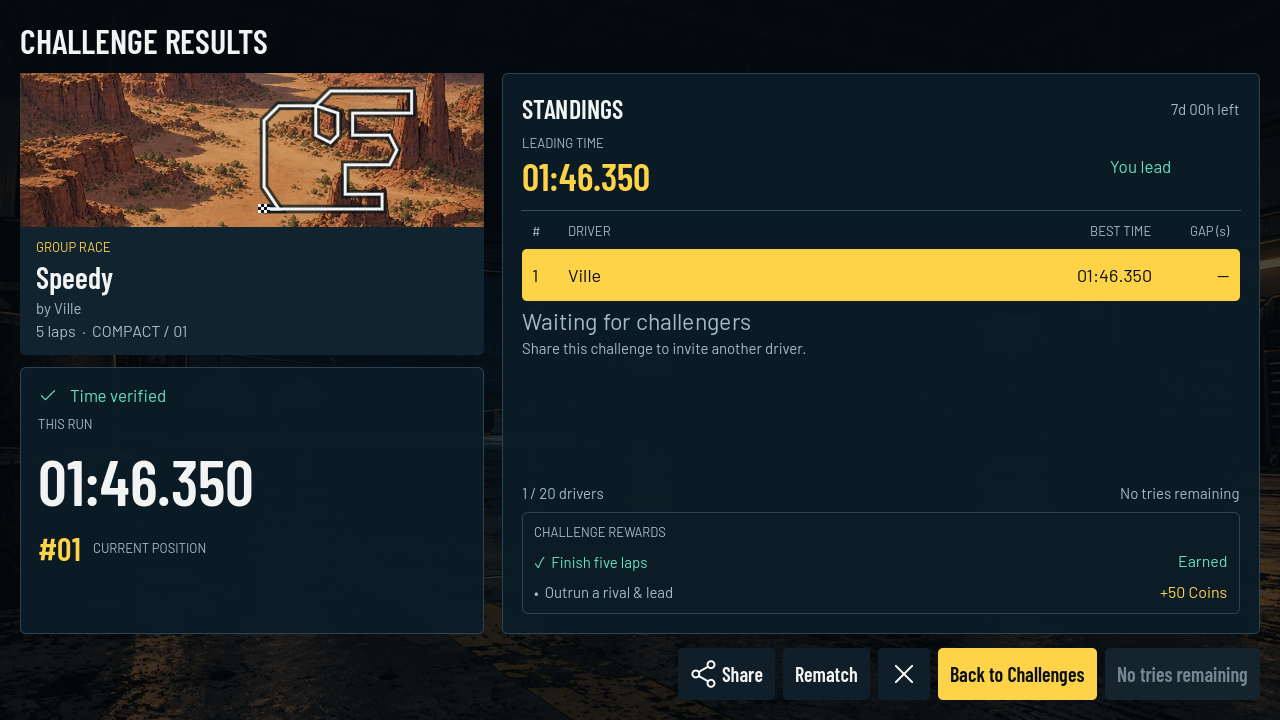 CHALLENGE RESULTS
GROUP RACE
Speedy
by Ville
5 laps · COMPACT / 01
Time verified
THIS RUN
01:46.350
#01 CURRENT POSITION
STANDINGS
7d 00h left
LEADING TIME
01:46.350
You lead
# DRIVER BEST TIME GAP (s)
1 Ville 01:46.350 —
Waiting for challengers
Share this challenge to invite another driver.
1 / 20 drivers
No tries remaining
CHALLENGE REWARDS
✓ Finish five laps Earned
• Outrun a rival & lead +50 Coins
Share
Rematch
Back to Challenges
No tries remaining